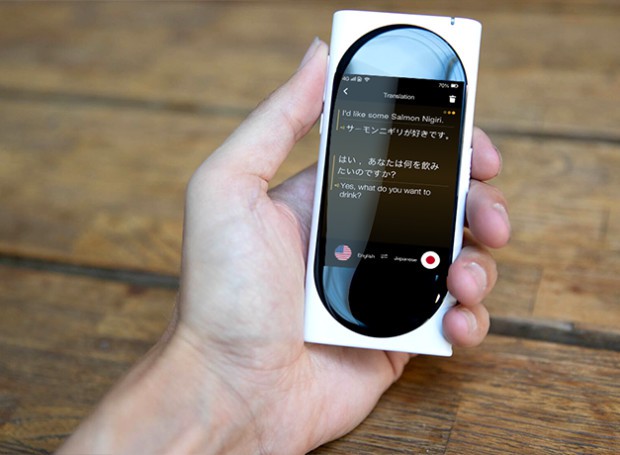 4G
70%
Translation
I'd like some Salmon Nigiri.
サーモンニギリが好きです。
はい，あなたは何を飲み
たいのですか?
Yes, what do you want to
drink?
English
Japanese